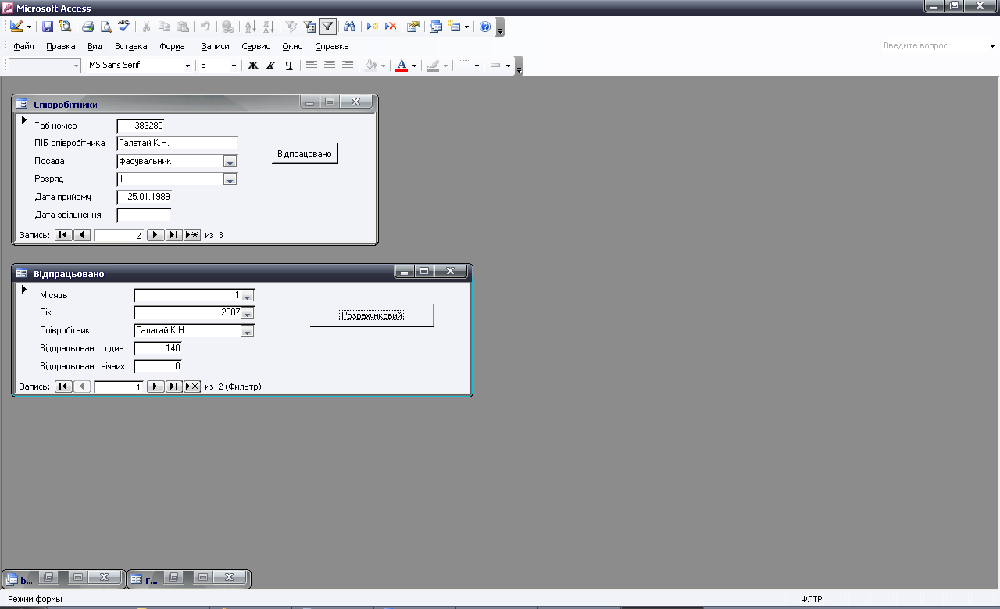 Microsoft Access
Файл Правка Вид Вставка Формат Записи Сервис Окно Справка
Введите вопрос
MS Sans Serif 8 Ж К Ч А
Співробітники
Таб номер 383280
ПІБ співробітника Галатай К.Н.
Відпрацовано
Посада фасувальник
Розряд 1
Дата прийому 25.01.1989
Дата звільнення
Запись: 2 из 3
Відпрацьовано
Місяць 1
Рік 2007
Розрахунковий
Співробітник Галатай К.Н.
Відпрацьовано годин 140
Відпрацьовано нічних 0
Запись: 1 из 2 (Фильтр)
b... Г...
Режим формы ФЛТР